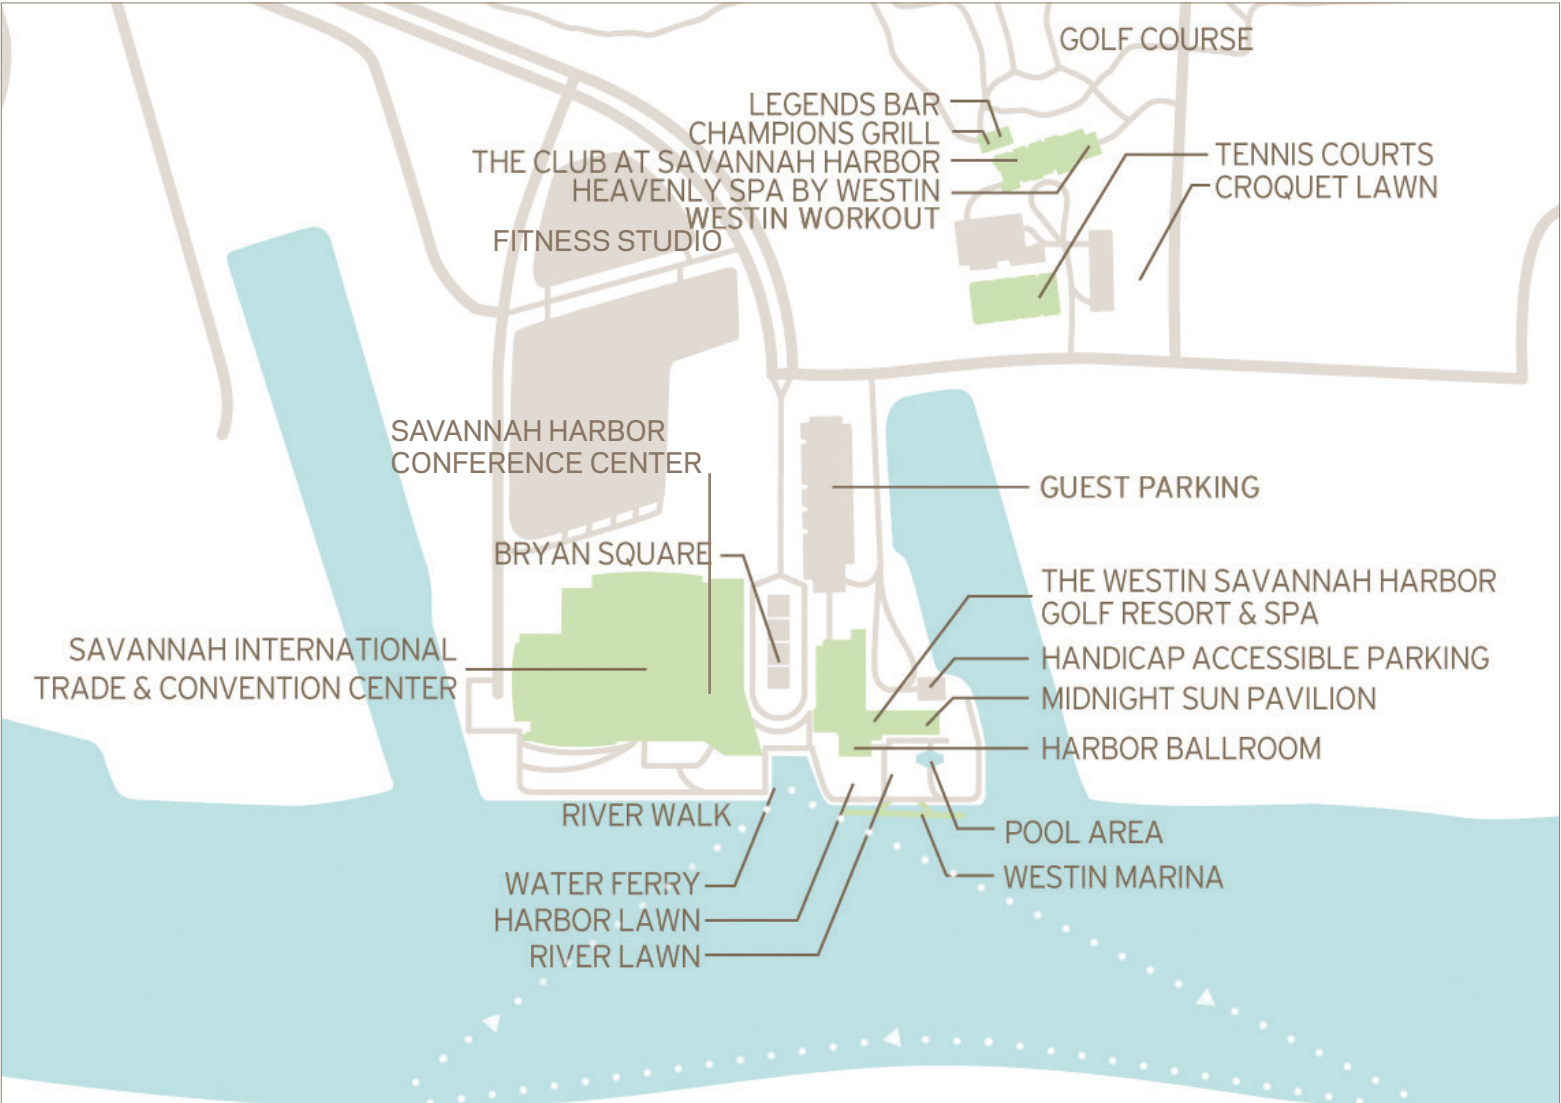 GOLF COURSE
LEGENDS BAR
CHAMPIONS GRILL
THE CLUB AT SAVANNAH HARBOR
HEAVENLY SPA BY WESTIN
WESTIN WORKOUT
FITNESS STUDIO
TENNIS COURTS
CROQUET LAWN
SAVANNAH HARBOR
CONFERENCE CENTER
GUEST PARKING
BRYAN SQUARE
THE WESTIN SAVANNAH HARBOR
GOLF RESORT & SPA
SAVANNAH INTERNATIONAL
TRADE & CONVENTION CENTER
HANDICAP ACCESSIBLE PARKING
MIDNIGHT SUN PAVILION
HARBOR BALLROOM
RIVER WALK
POOL AREA
WESTIN MARINA
WATER FERRY
HARBOR LAWN
RIVER LAWN